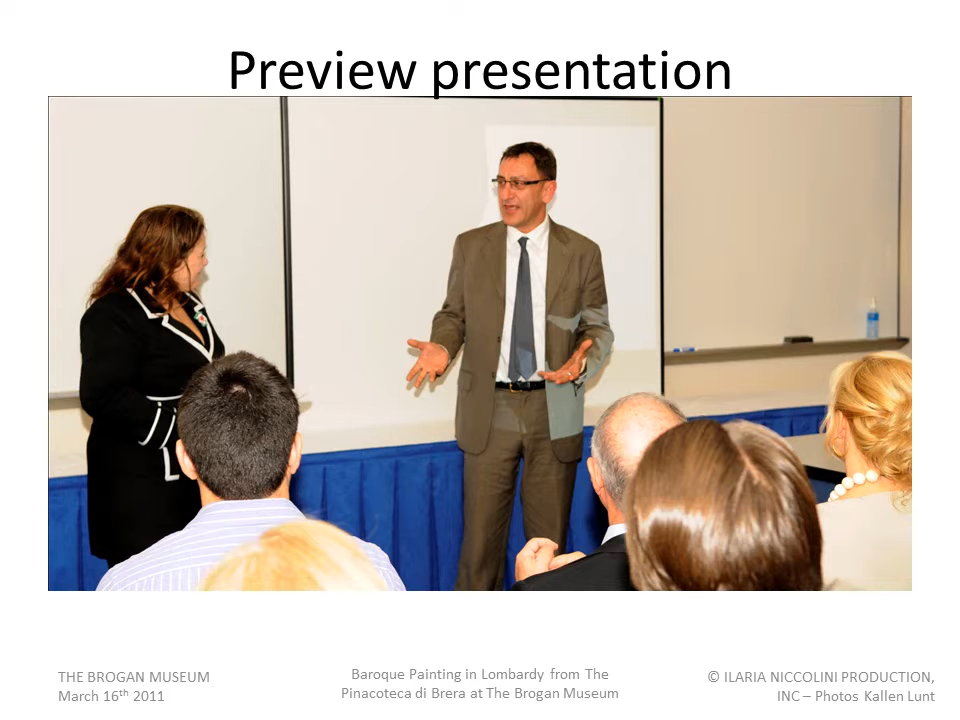 Preview presentation
THE BROGAN MUSEUM
March 16th 2011
Baroque Painting in Lombardy from The
Pinacoteca di Brera at The Brogan Museum
© ILARIA NICCOLINI PRODUCTION,
INC – Photos Kallen Lunt